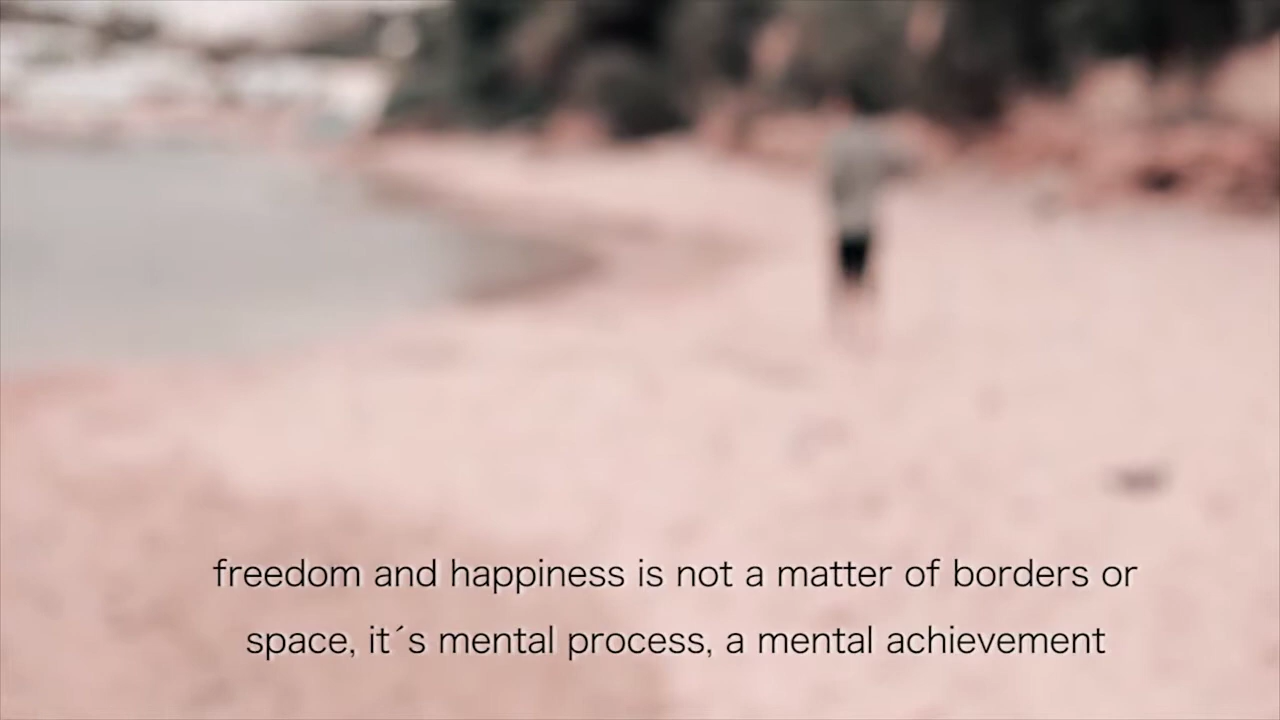 freedom and happiness is not a matter of borders or
space, it´s mental process, a mental achievement